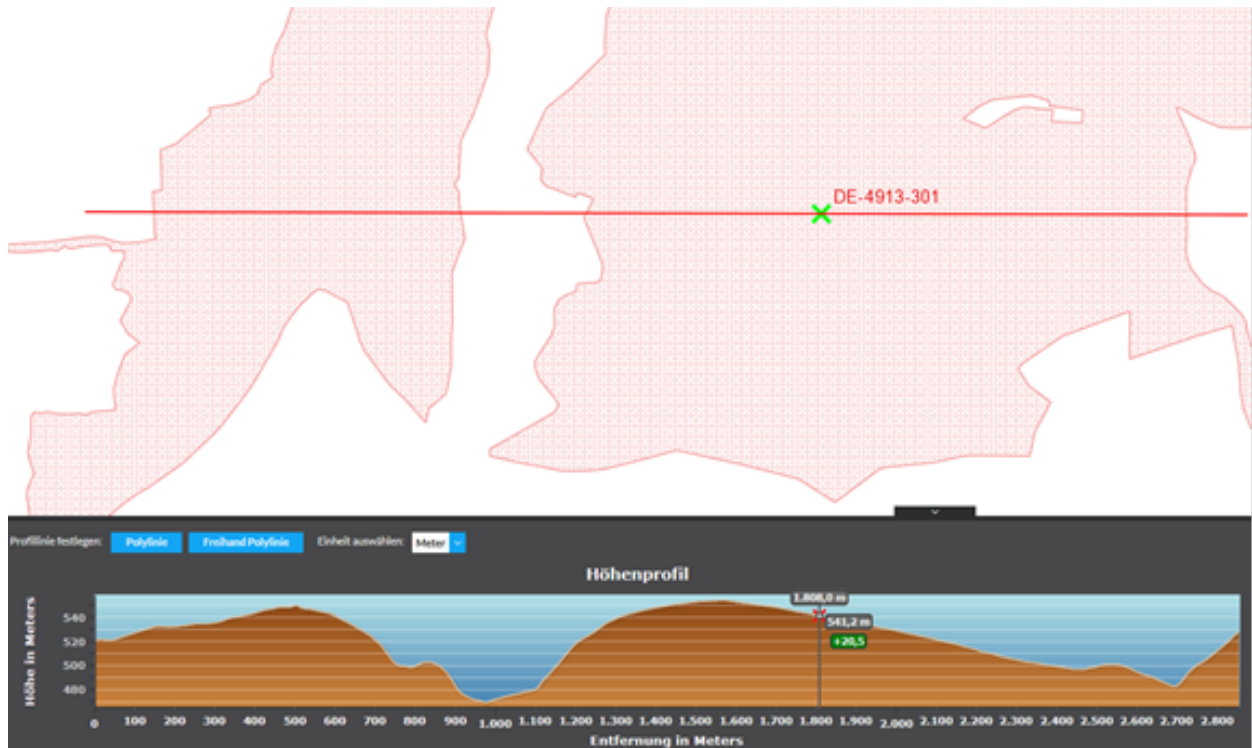 DE-4913-301
Profillinie festlegen: Polylinie Freihand Polylinie Einheit auswählen: Meter
Höhenprofil
Höhe in Meters
540
520
500
480
1.808,0 m
541,2 m
+20,5
0 100 200 300 400 500 600 700 800 900 1.000 1.100 1.200 1.300 1.400 1.500 1.600 1.700 1.800 1.900 2.000 2.100 2.200 2.300 2.400 2.500 2.600 2.700 2.800
Entfernung in Meters